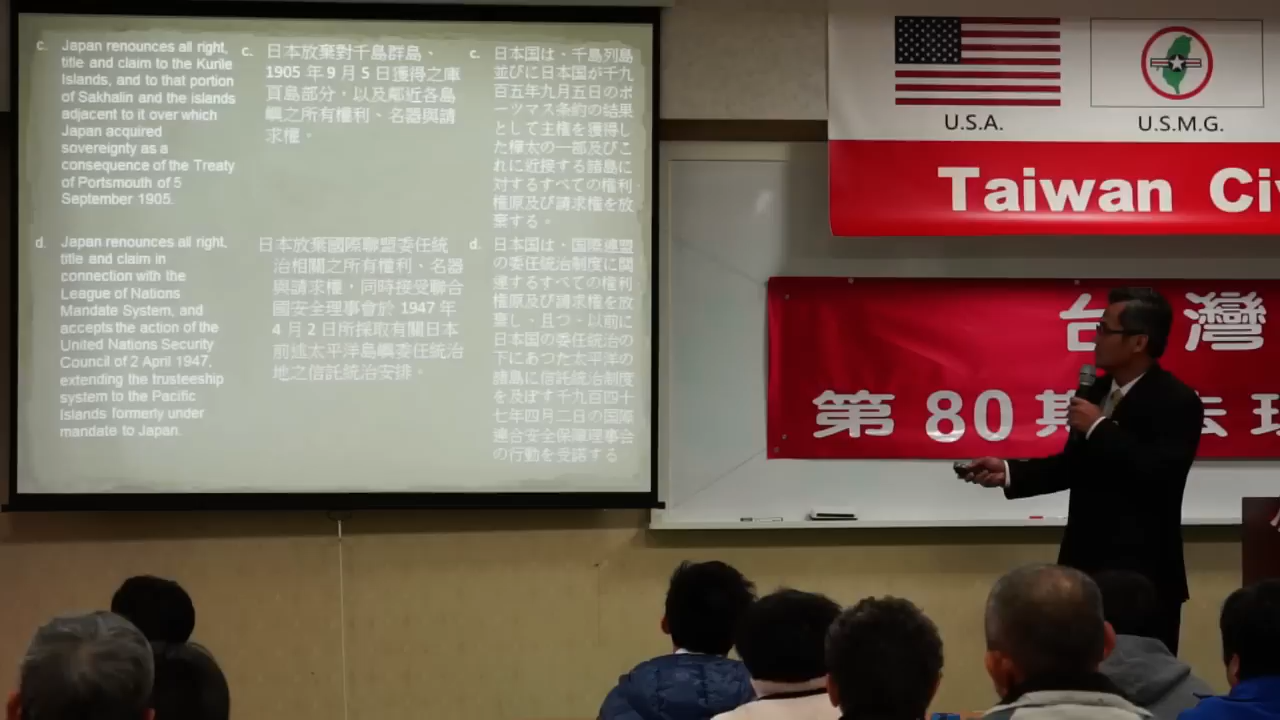 c. Japan renounces all right,
title and claim to the Kurile
Islands, and to that portion
of Sakhalin and the islands
adjacent to it over which
Japan acquired
sovereignty as a
consequence of the Treaty
of Portsmouth of 5
September 1905.
c. 日本放棄對千島群島、
1905 年 9 月 5 日獲得之庫
頁島部分，以及鄰近各島
嶼之所有權利、名器與請
求權。
c. 日本国は、千島列島
並びに日本国が千九
百五年九月五日のポ
ーツマス条約の結果
として主権を獲得し
た樺太の一部及びこ
れに近接する諸島に
対するすべての権利、
権原及び請求権を放
棄する。
d. Japan renounces all right,
title and claim in
connection with the
League of Nations
Mandate System, and
accepts the action of the
United Nations Security
Council of 2 April 1947,
extending the trusteeship
system to the Pacific
Islands formerly under
mandate to Japan.
日本放棄國際聯盟委任統
治相關之所有權利、名器
與請求權，同時接受聯合
國安全理事會於 1947 年
4 月 2 日所採取有關日本
前述太平洋島嶼委任統治
地之信託統治安排。
d. 日本国は、国際連盟
の委任統治制度に関
連するすべての権利、
権原及び請求権を放
棄し、且つ、以前に
日本国の委任統治の
下にあつた太平洋の
諸島に信託統治制度
を及ぼす千九百四十
七年四月二日の国際
連合安全保障理事会
の行動を受諾する
U.S.A.
U.S.M.G.
Taiwan Ci
台灣
第 80 期